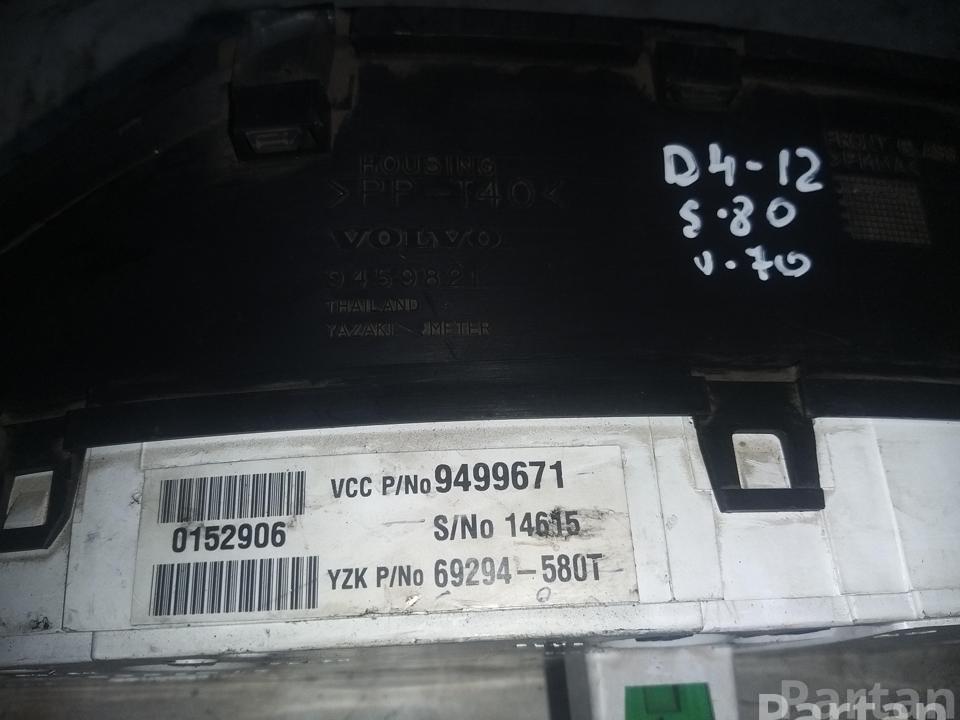 HOUSING
>PP-T40<
VOLVO
9459821
THAILAND
YAZAKI METER
D4-12
S.80
V.70
VCC P/No 9499671
0152906
S/No 14615
YZK P/No 69294-580T
Partan
Partan